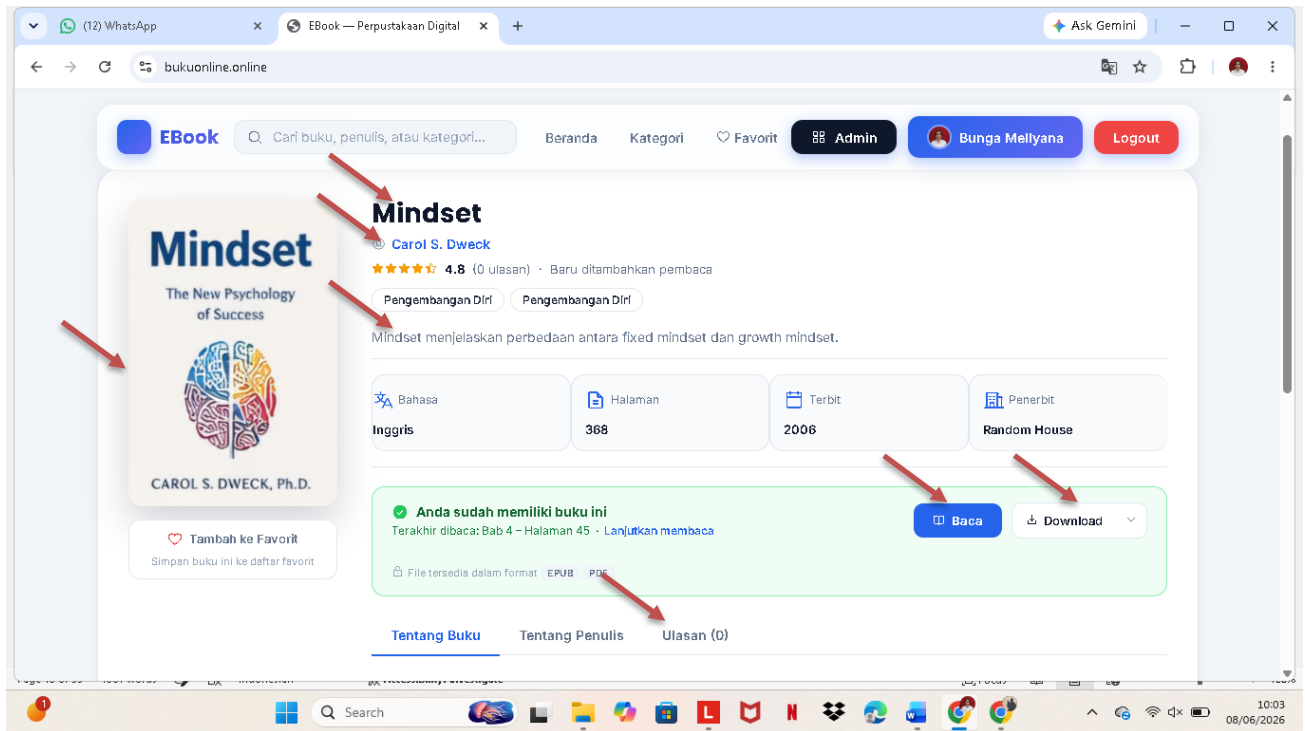 (12) WhatsApp
EBook — Perpustakaan Digital
Ask Gemini
bukuonline.online
EBook
Cari buku, penulis, atau kategori...
Beranda
Kategori
Favorit
Admin
Bunga Mellyana
Logout
Mindset
The New Psychology
of Success
CAROL S. DWECK, Ph.D.
Tambah ke Favorit
Simpan buku ini ke daftar favorit
Mindset
Carol S. Dweck
4.8 (0 ulasan) · Baru ditambahkan pembaca
Pengembangan Diri
Pengembangan Diri
Mindset menjelaskan perbedaan antara fixed mindset dan growth mindset.
Bahasa
Inggris
Halaman
368
Terbit
2006
Penerbit
Random House
Anda sudah memiliki buku ini
Terakhir dibaca: Bab 4 – Halaman 45 · Lanjutkan membaca
Baca
Download
File tersedia dalam format EPUB PDF
Tentang Buku
Tentang Penulis
Ulasan (0)
1
Search
10:03
08/06/2026